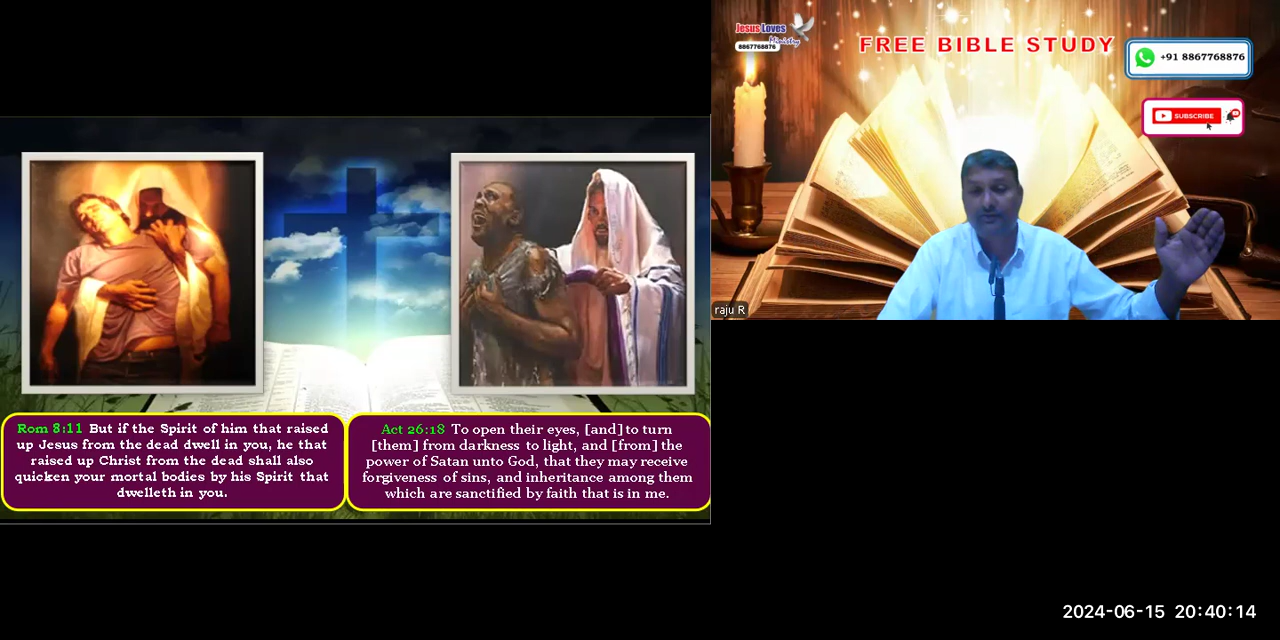 Rom 8:11 But if the Spirit of him that raised
up Jesus from the dead dwell in you, he that
raised up Christ from the dead shall also
quicken your mortal bodies by his Spirit that
dwelleth in you.
Act 26:18 To open their eyes, [and] to turn
[them] from darkness to light, and [from] the
power of Satan unto God, that they may receive
forgiveness of sins, and inheritance among them
which are sanctified by faith that is in me.
Jesus Loves
Ministry
8867768876
FREE BIBLE STUDY
+91 8867768876
SUBSCRIBE
raju R
2024-06-15 20:40:14